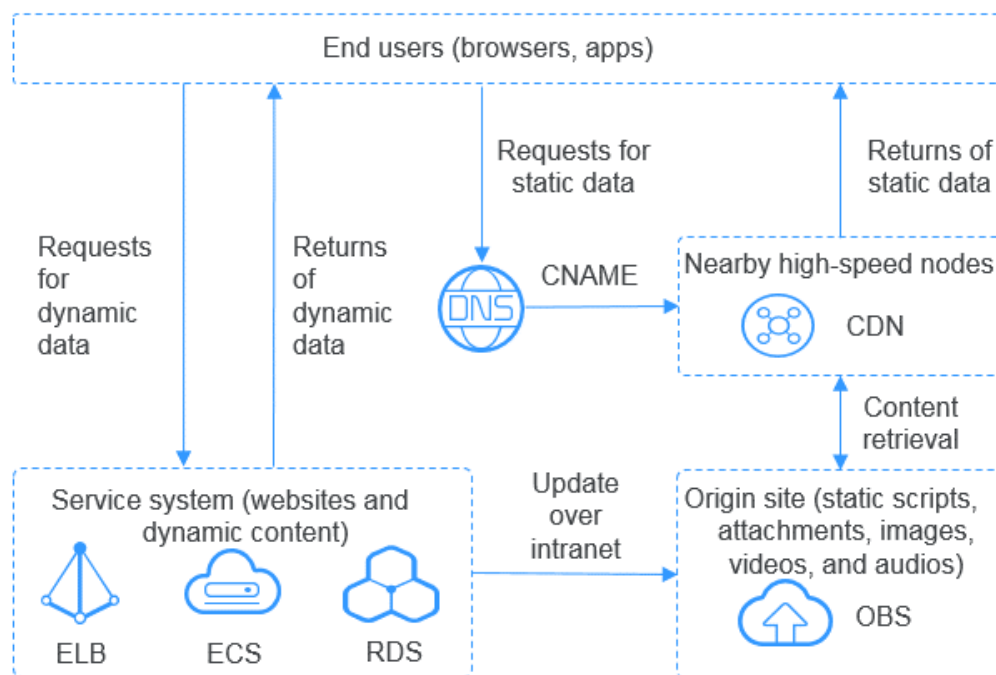 End users (browsers, apps)
Requests for
static data
Returns of
static data
Requests
for
dynamic
data
Returns
of
dynamic
data
DNS
CNAME
Nearby high-speed nodes
CDN
Content
retrieval
Service system (websites and
dynamic content)
ELB
ECS
RDS
Update
over
intranet
Origin site (static scripts,
attachments, images,
videos, and audios)
OBS